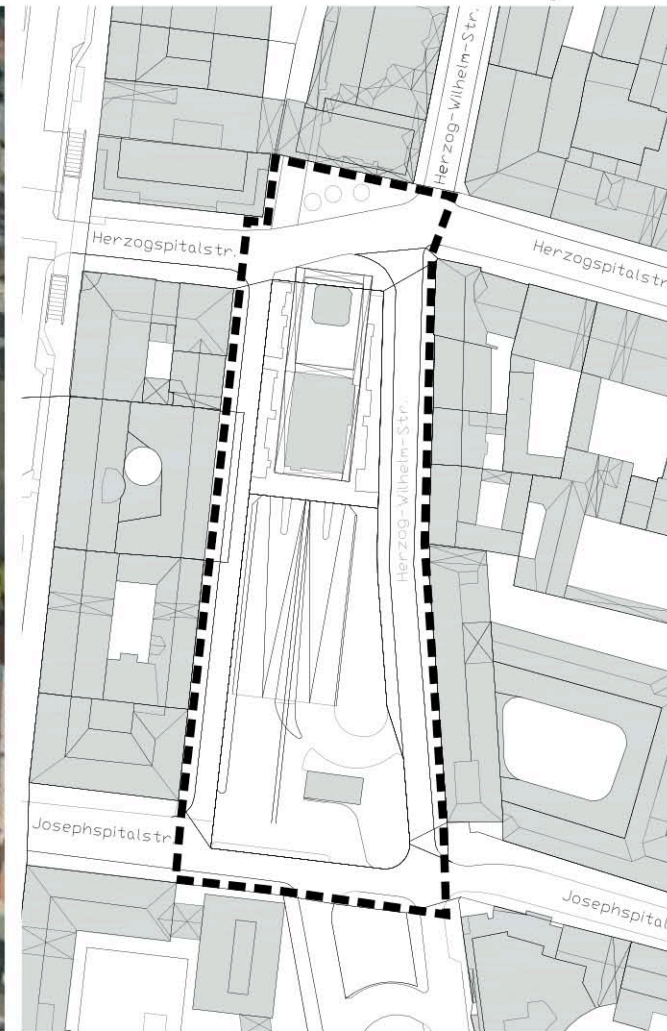 Herzog-Wilhelm-Str.
Herzogspitalstr.
Herzogspitalstr
Herzog-Wilhelm-Str.
Josephspitalstr.
Josephspital